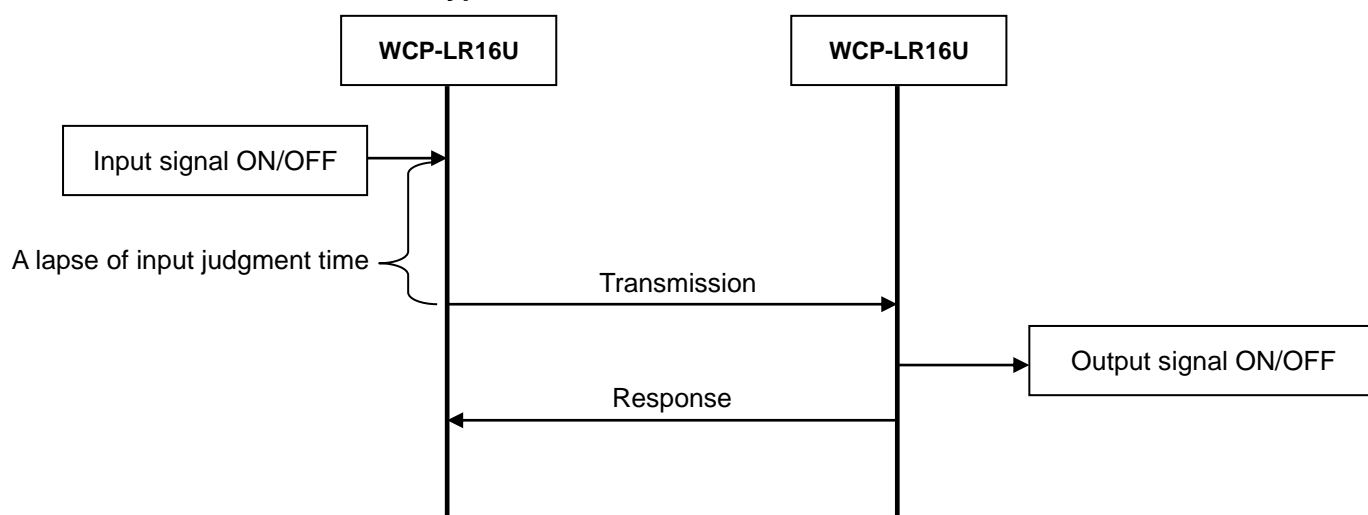 WCP-LR16U
WCP-LR16U
Input signal ON/OFF
A lapse of input judgment time
Transmission
Output signal ON/OFF
Response